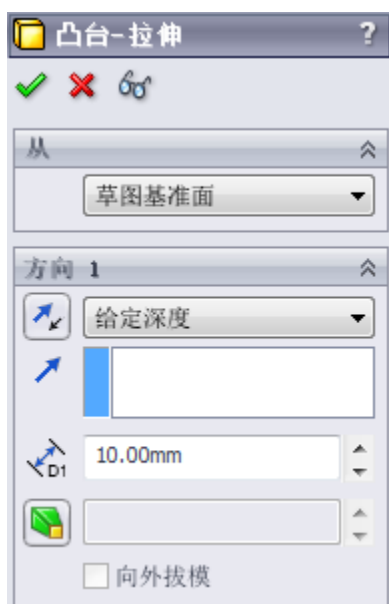 凸台-拉伸 ?
从
草图基准面
方向 1
给定深度
D1 10.00mm
向外拔模